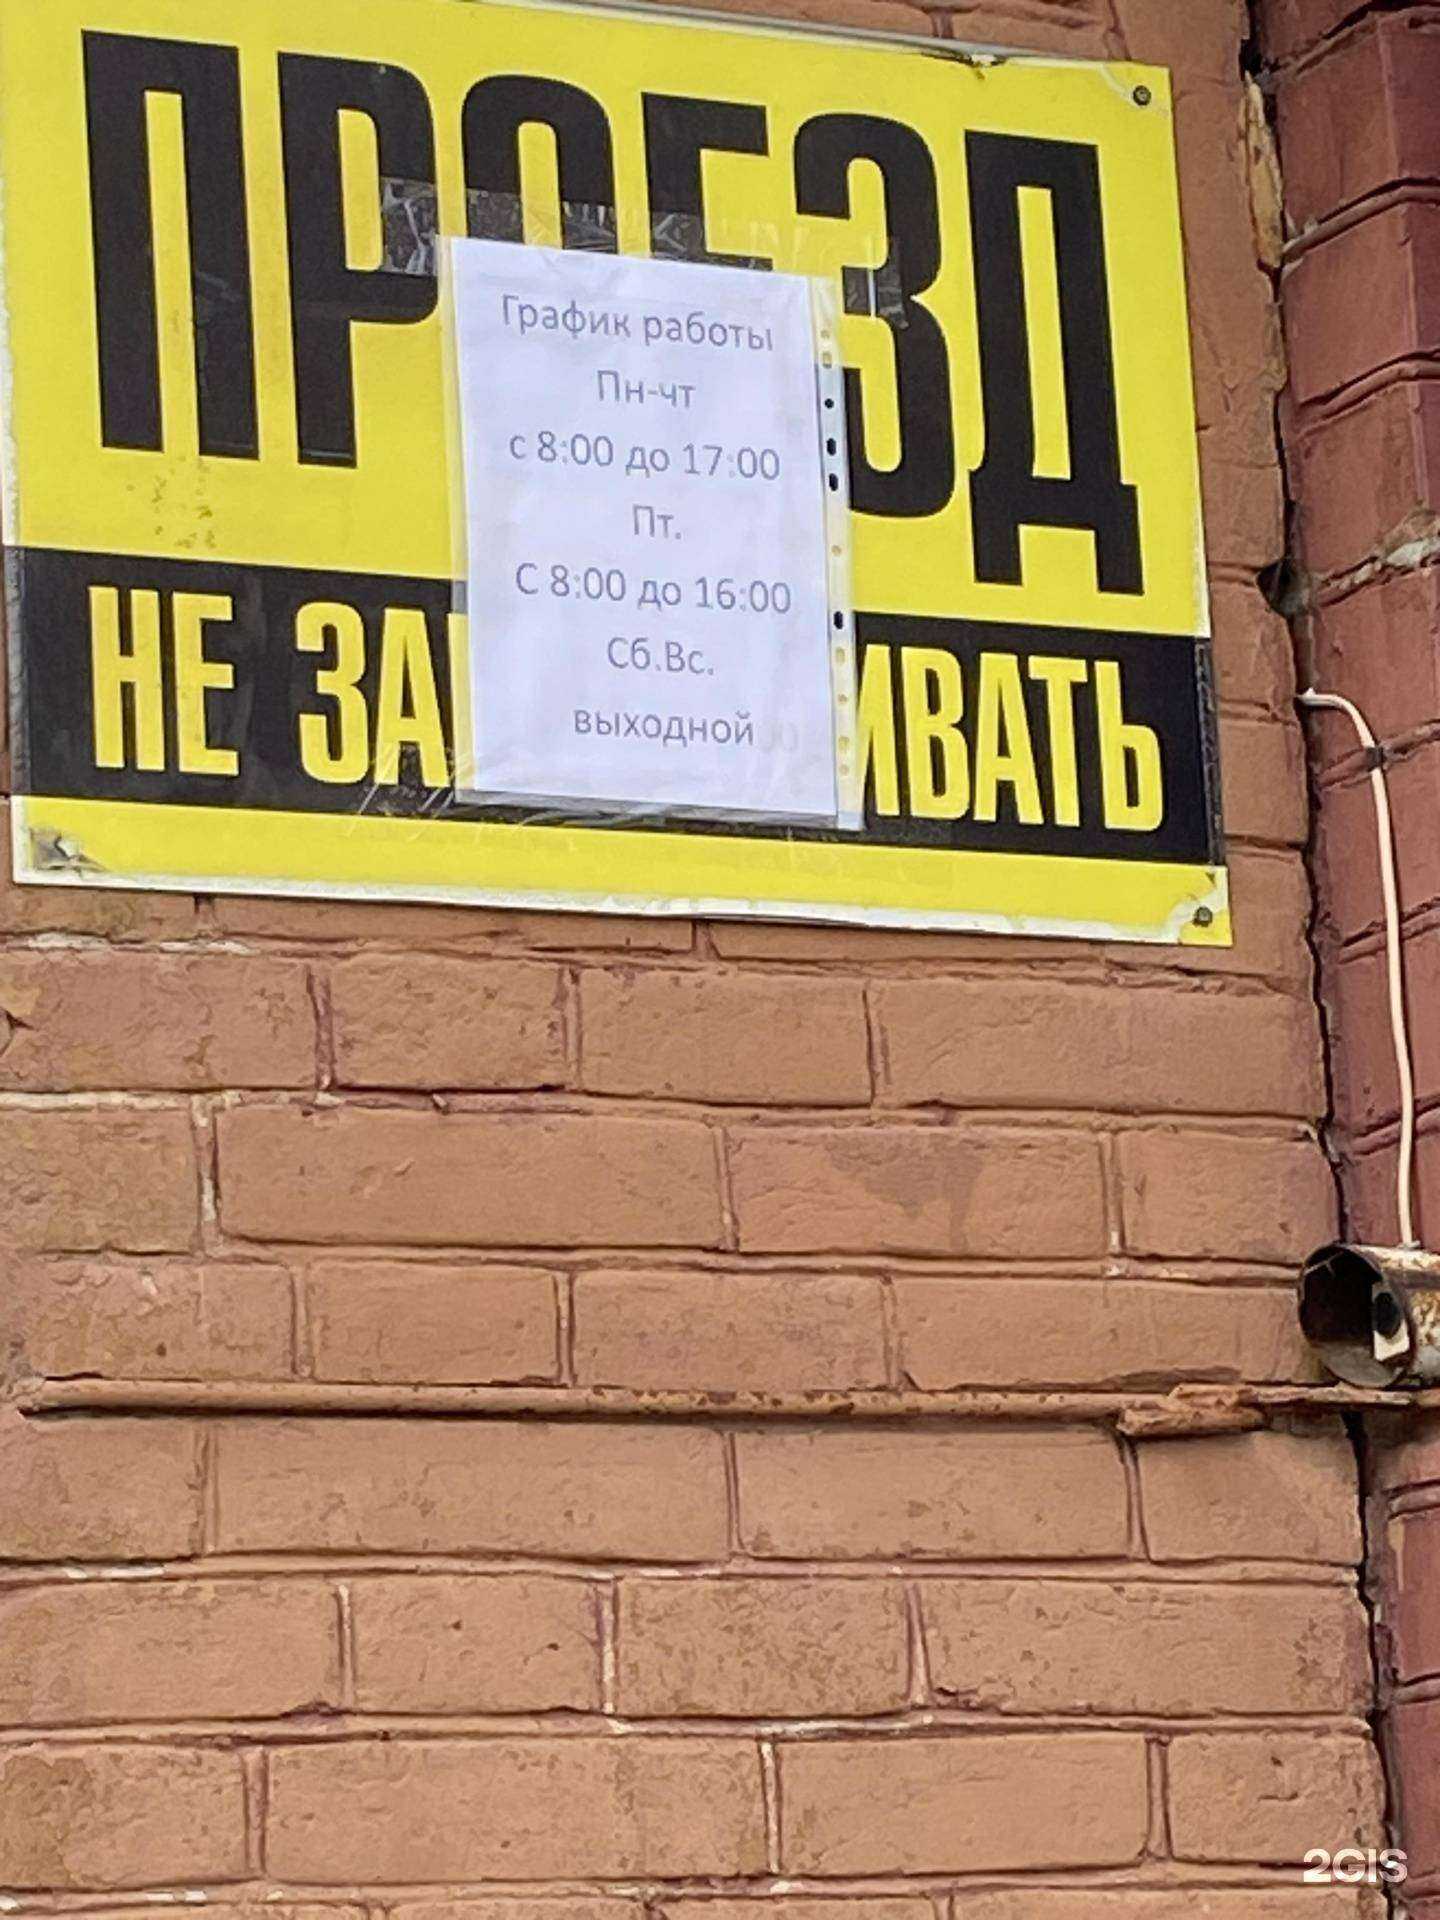 ПРОЕЗД
График работы
Пн-чт
с 8:00 до 17:00
Пт.
С 8:00 до 16:00
Сб.Вс.
выходной
НЕ ЗА ИВАТЬ
2GIS